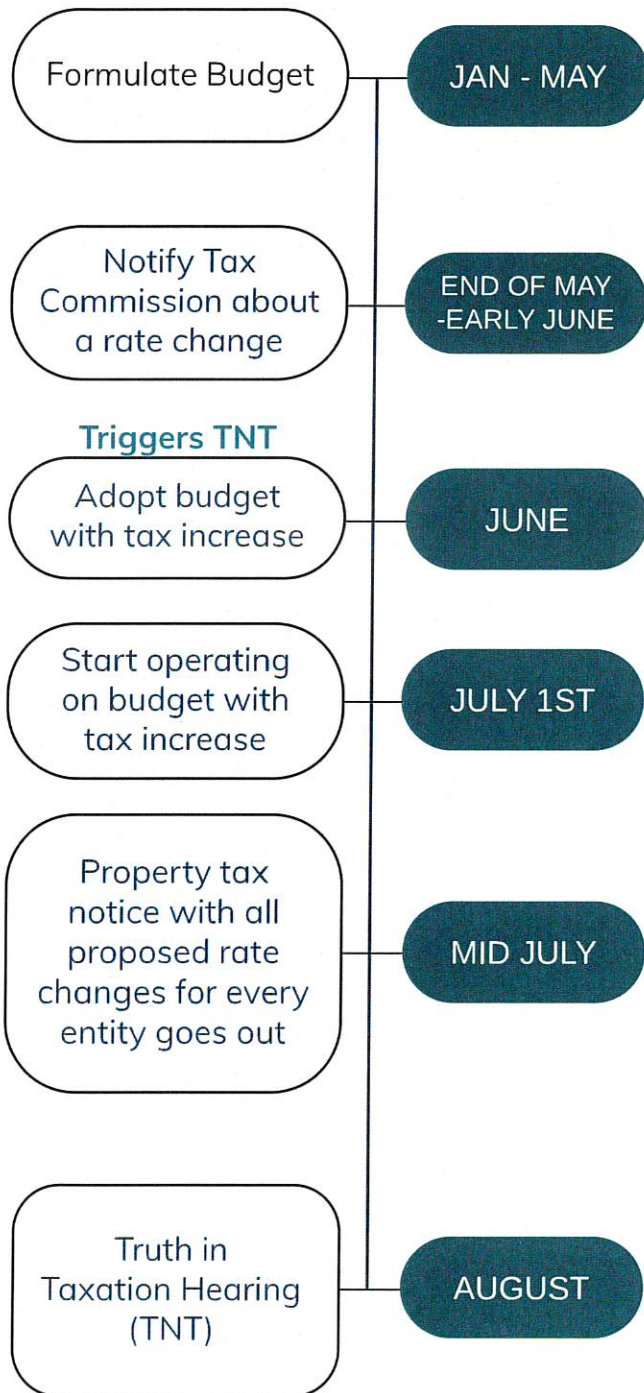 Formulate Budget
JAN - MAY
Notify Tax
Commission about
a rate change
END OF MAY
-EARLY JUNE
Triggers TNT
Adopt budget
with tax increase
JUNE
Start operating
on budget with
tax increase
JULY 1ST
Property tax
notice with all
proposed rate
changes for every
entity goes out
MID JULY
Truth in
Taxation Hearing
(TNT)
AUGUST